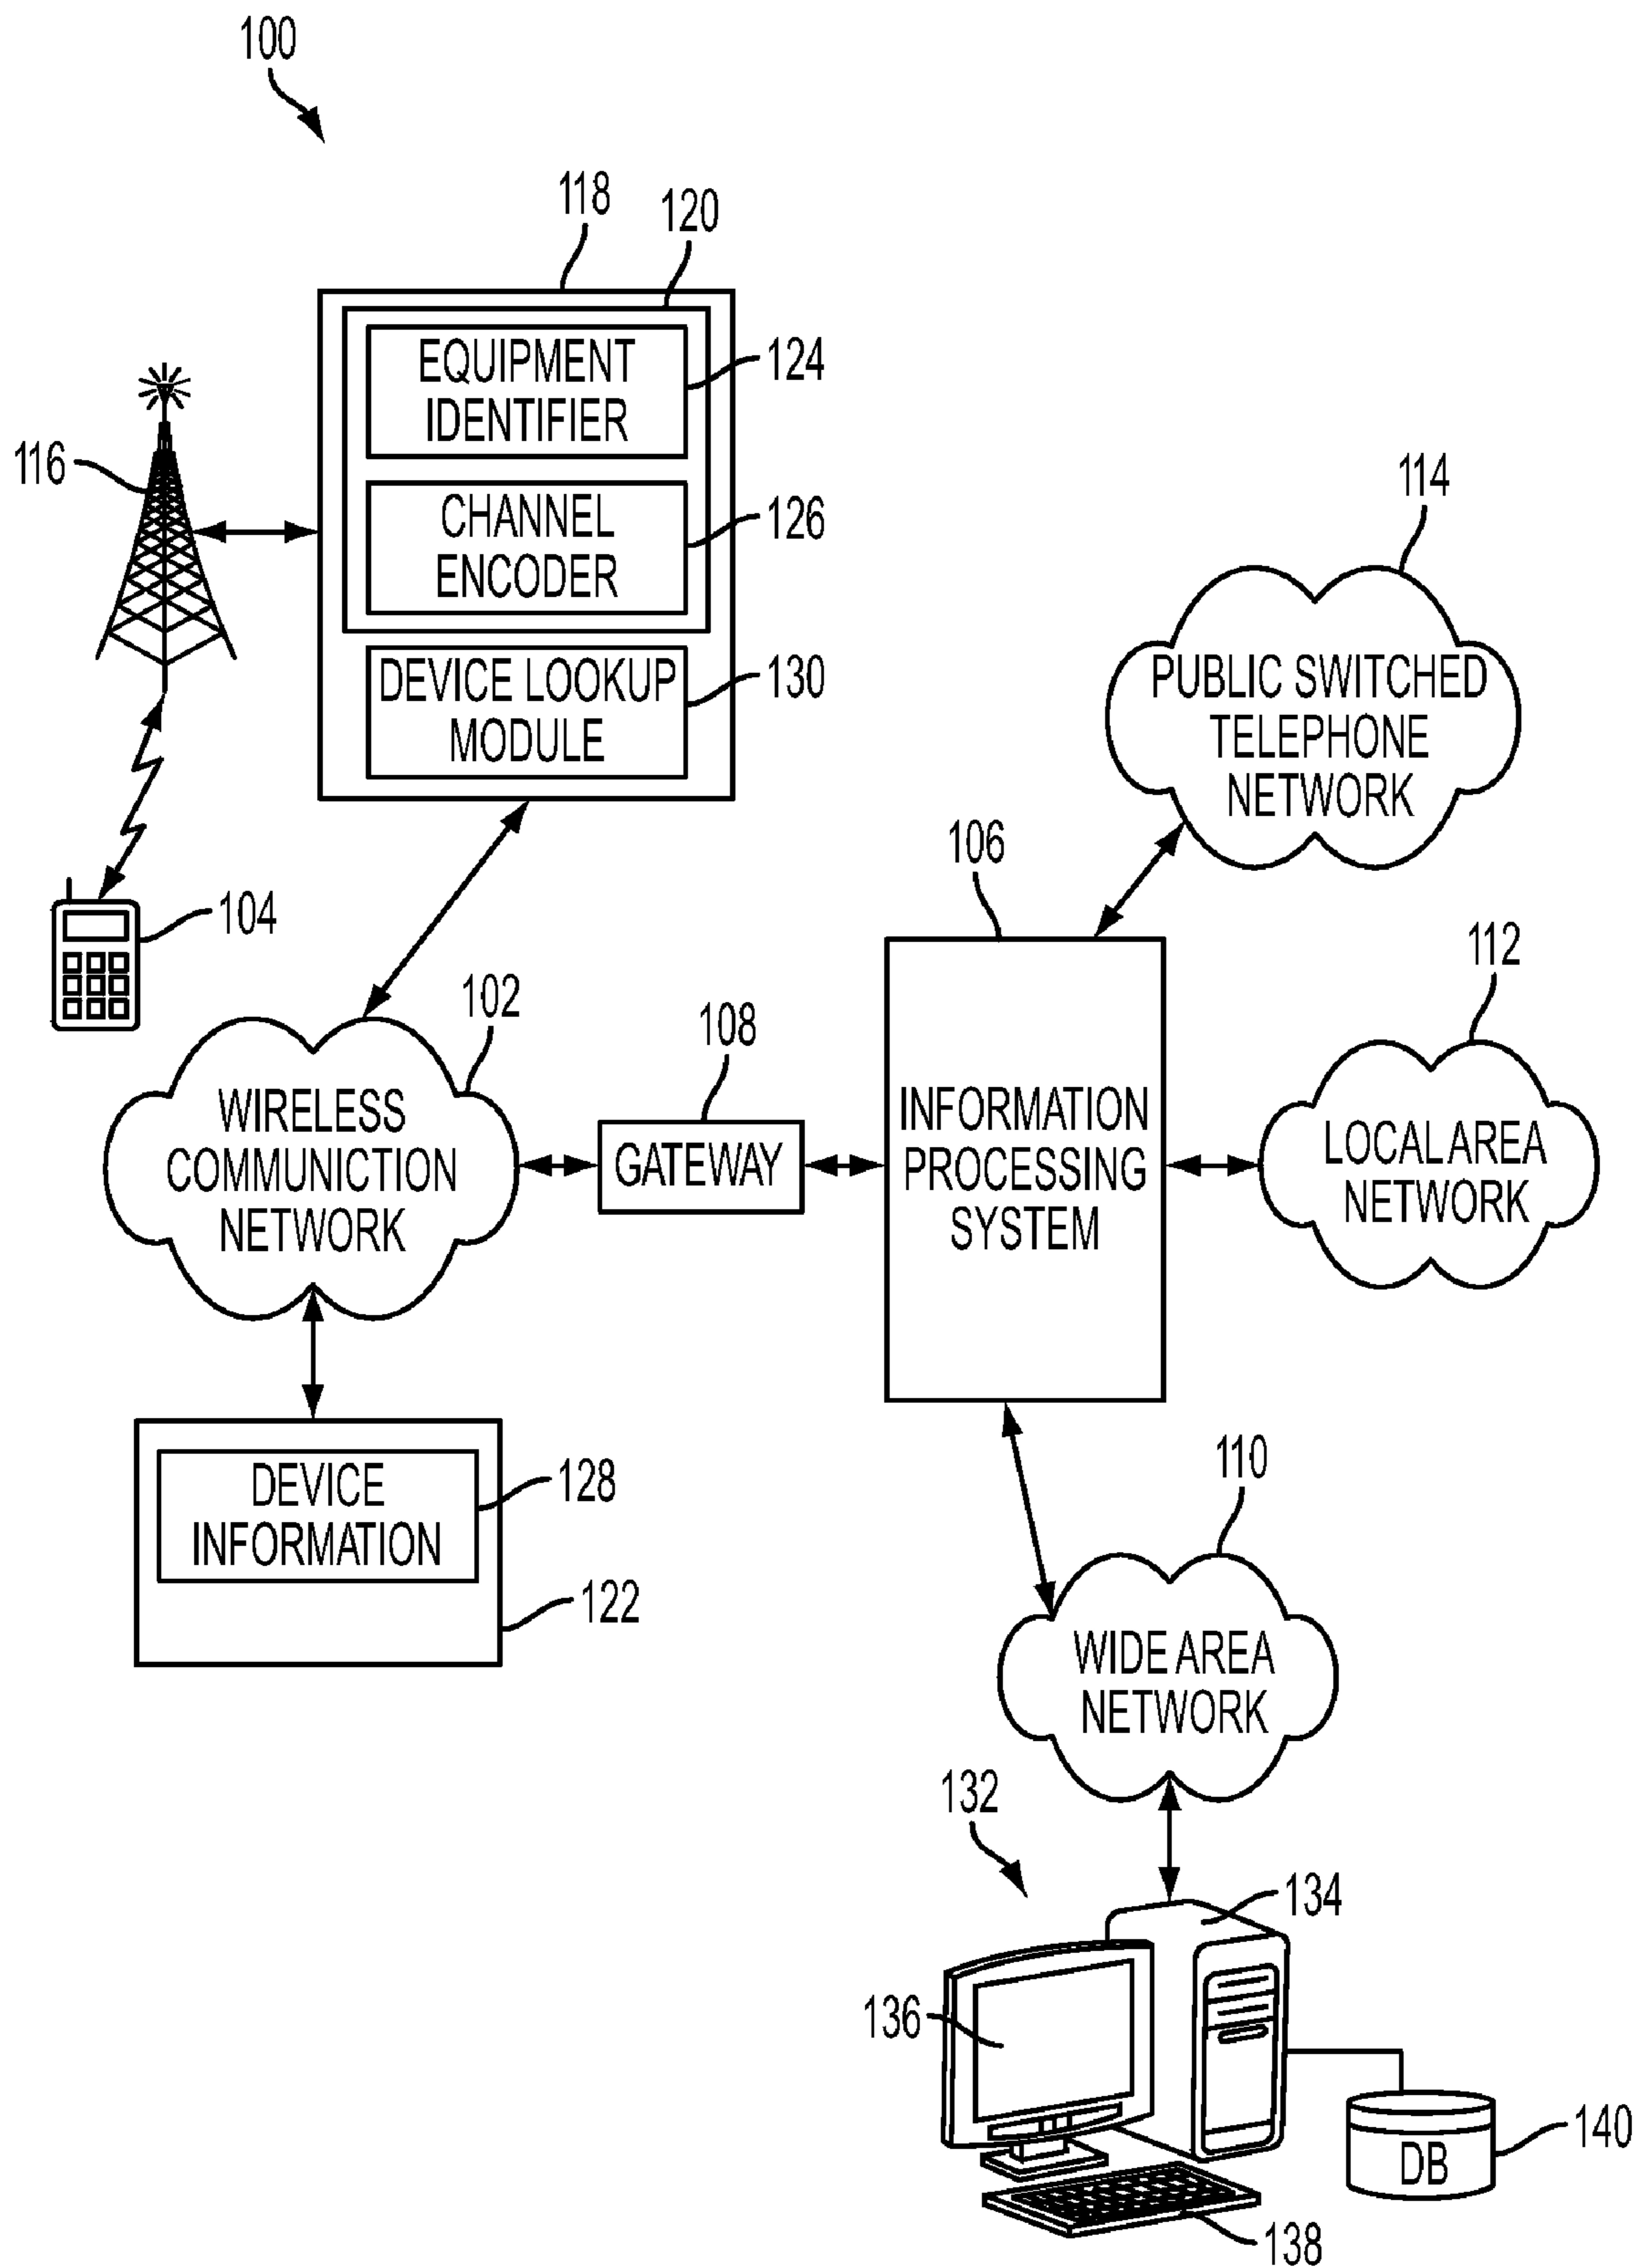 100
118
120
EQUIPMENT
IDENTIFIER
124
116
CHANNEL
ENCODER
126
114
DEVICE LOOKUP
MODULE
130
PUBLIC SWITCHED
TELEPHONE
NETWORK
106
104
112
102
108
WIRELESS
COMMUNICTION
NETWORK
GATEWAY
INFORMATION
PROCESSING
SYSTEM
LOCAL AREA
NETWORK
110
DEVICE
INFORMATION
128
122
WIDE AREA
NETWORK
132
134
136
DB
140
138